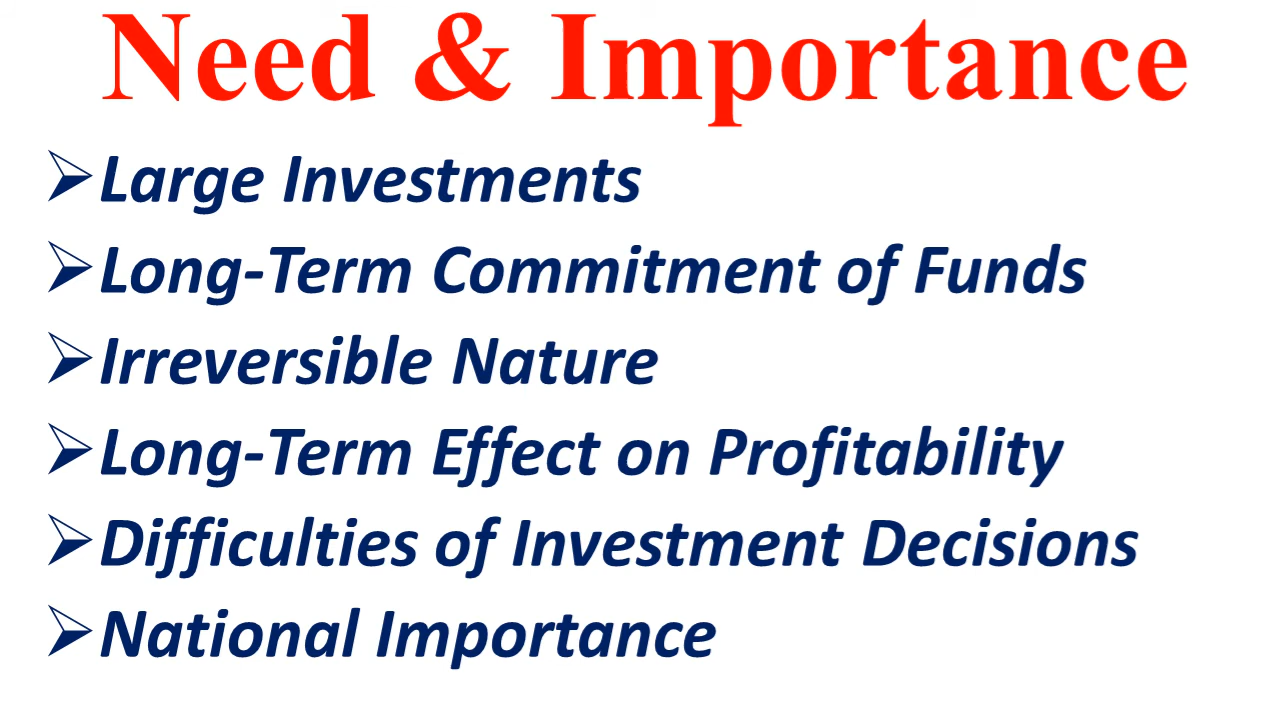 Need & Importance
➢Large Investments
➢Long-Term Commitment of Funds
➢Irreversible Nature
➢Long-Term Effect on Profitability
➢Difficulties of Investment Decisions
➢National Importance